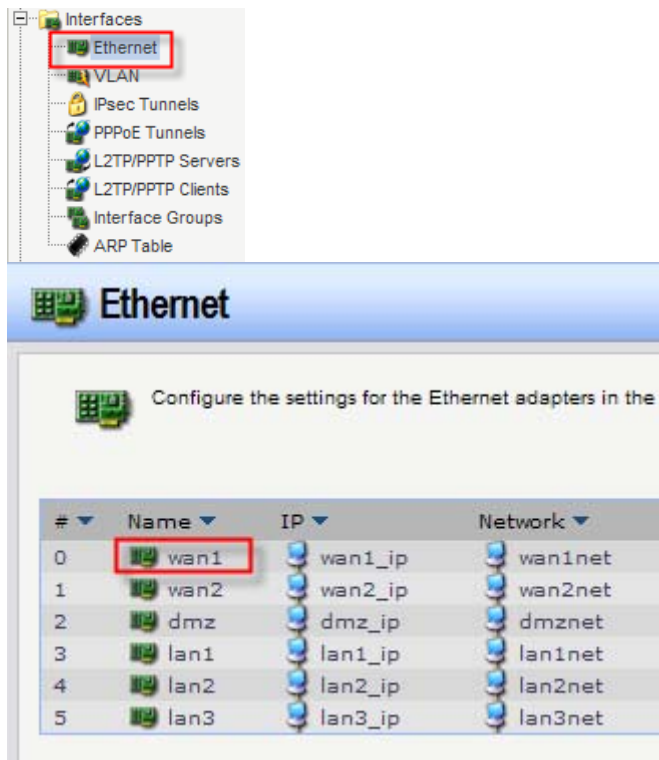 Interfaces
Ethernet
VLAN
IPsec Tunnels
PPPoE Tunnels
L2TP/PPTP Servers
L2TP/PPTP Clients
Interface Groups
ARP Table
Ethernet
Configure the settings for the Ethernet adapters in the
# Name IP Network
0 wan1 wan1_ip wan1net
1 wan2 wan2_ip wan2net
2 dmz dmz_ip dmznet
3 lan1 lan1_ip lan1net
4 lan2 lan2_ip lan2net
5 lan3 lan3_ip lan3net